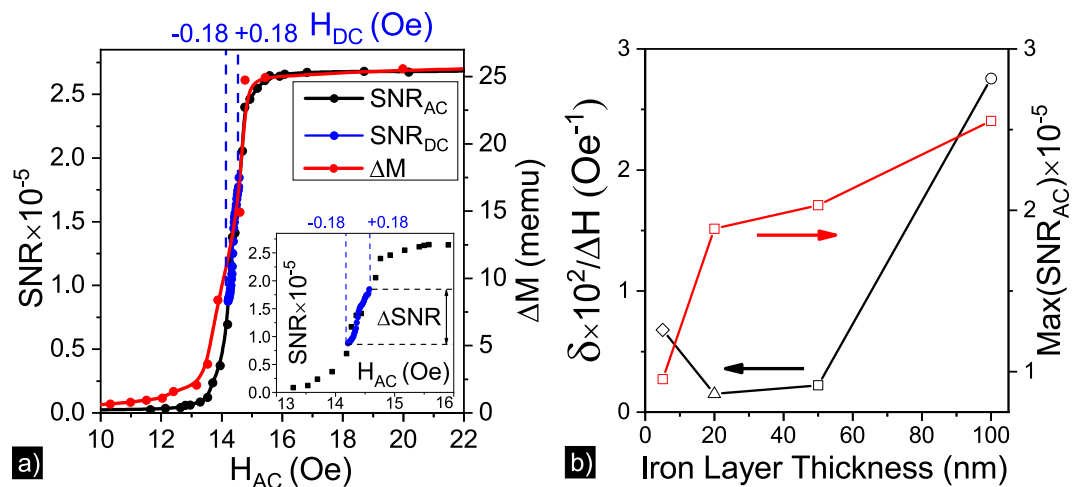 -0.18 +0.18
H_DC (Oe)
SNR×10^-5
2.5
2.0
1.5
1.0
0.5
0.0
SNR_AC
SNR_DC
ΔM
25
20
15
10
5
0
ΔM (memu)
-0.18
+0.18
SNR×10^-5
2.5
2.0
1.5
1.0
0.5
0.0
ΔSNR
H_AC (Oe)
13 14 15 16
10 12 14 16 18 20 22
H_AC (Oe)
a)
δ×10^2/ΔH (Oe^-1)
3
2
1
0
3
2
1
Max(SNR_AC)×10^-5
0 20 40 60 80 100
Iron Layer Thickness (nm)
b)